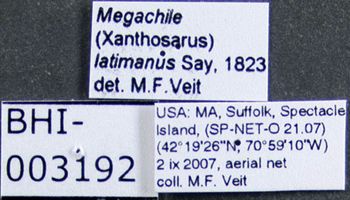 Megachile
(Xanthosarus)
latimanus Say, 1823
det. M.F. Veit
BHI-
003192
USA: MA, Suffolk, Spectacle
Island, (SP-NET-O 21.07)
(42°19'26"N, 70°59'10"W)
2 ix 2007, aerial net
coll. M.F. Veit